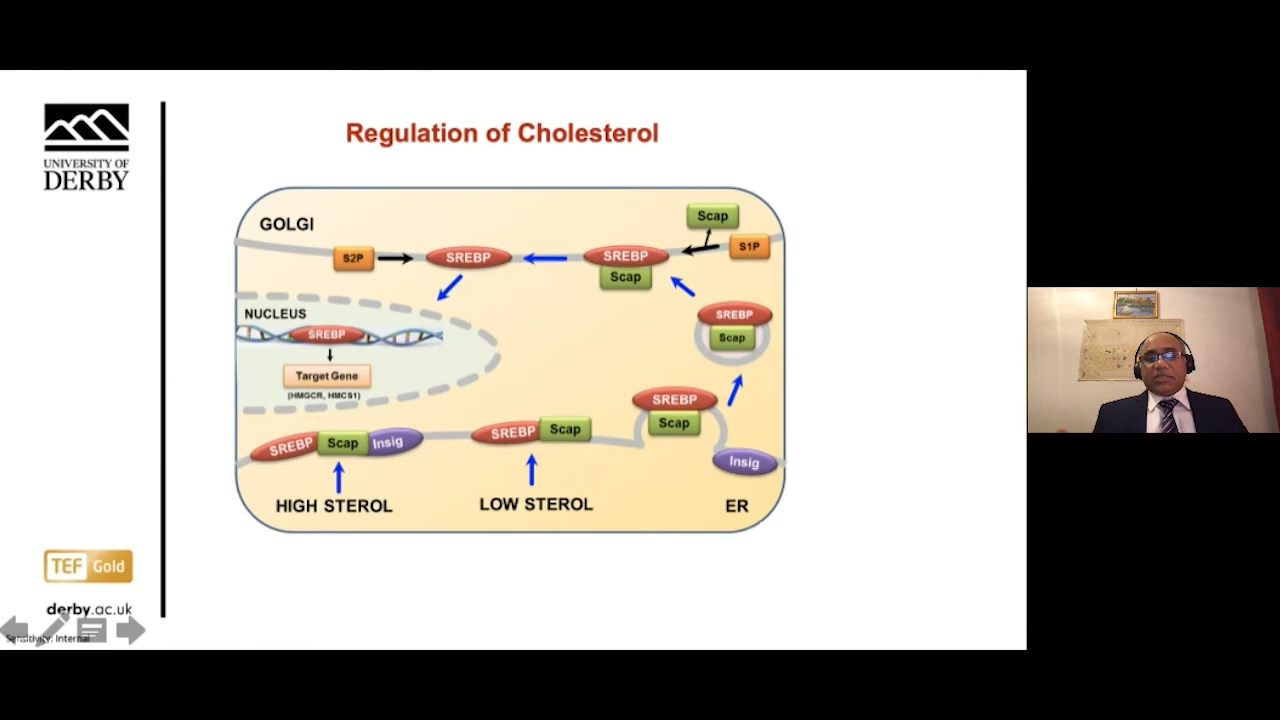 UNIVERSITY OF
DERBY
Regulation of Cholesterol
GOLGI
Scap
S1P
S2P
SREBP
SREBP
Scap
NUCLEUS
SREBP
SREBP
Scap
Target Gene
(HMGCR, HMCS1)
SREBP
Scap
SREBP
Scap
Insig
SREBP
Scap
Insig
HIGH STEROL
LOW STEROL
ER
TEF Gold
derby.ac.uk
Sensitivity: Internal